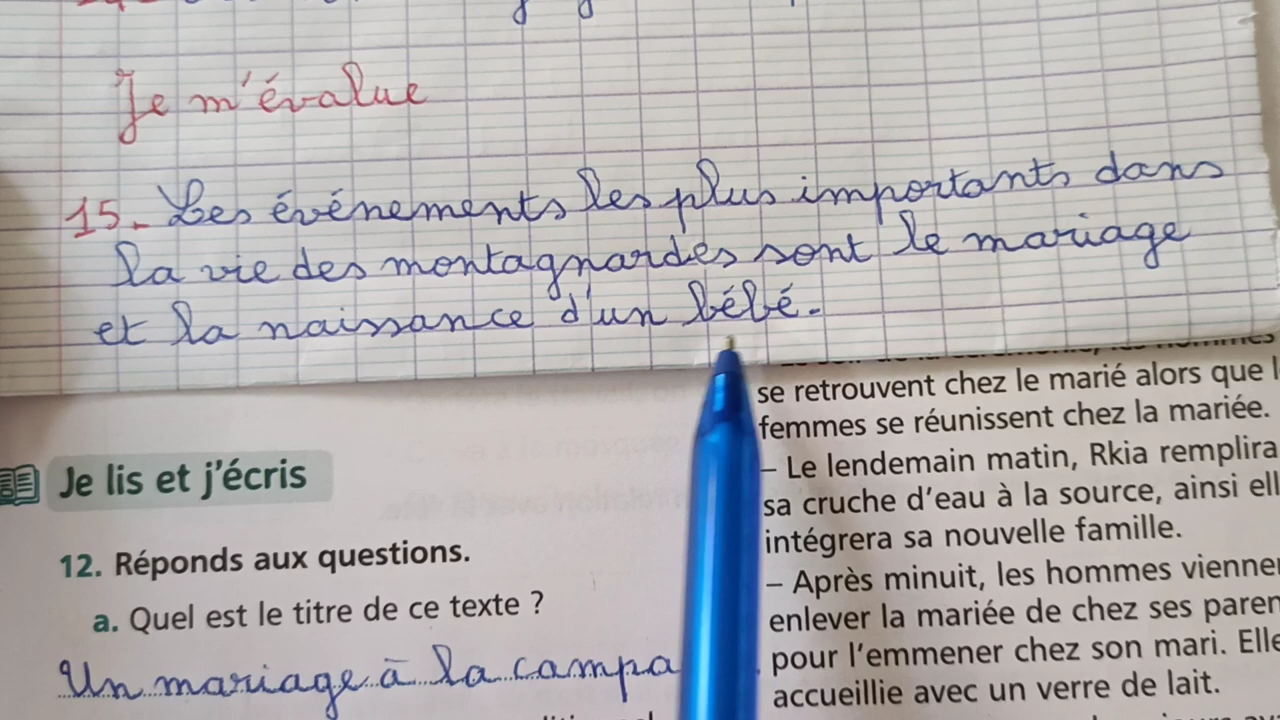 Je m'évalue
15. Les événements les plus importants dans
la vie des montagnardes sont le mariage
et la naissance d'un bébé.
Je lis et j'écris
12. Réponds aux questions.
a. Quel est le titre de ce texte ?
Un mariage à la campa
se retrouvent chez le marié alors que
femmes se réunissent chez la mariée.
– Le lendemain matin, Rkia remplira
sa cruche d'eau à la source, ainsi ell
intégrera sa nouvelle famille.
– Après minuit, les hommes vienne
enlever la mariée de chez ses paren
pour l'emmener chez son mari. Elle
accueillie avec un verre de lait.